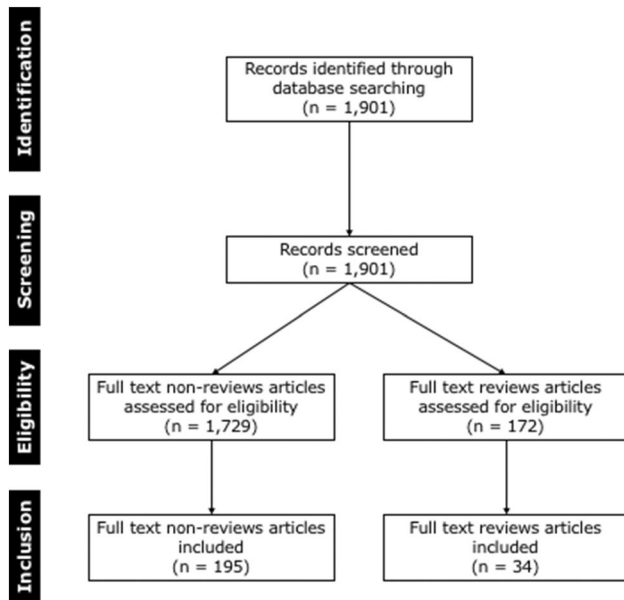 Identification
Records identified through
database searching
(n = 1,901)
Screening
Records screened
(n = 1,901)
Eligibility
Full text non-reviews articles
assessed for eligibility
(n = 1,729)
Full text reviews articles
assessed for eligibility
(n = 172)
Inclusion
Full text non-reviews articles
included
(n = 195)
Full text reviews articles
included
(n = 34)